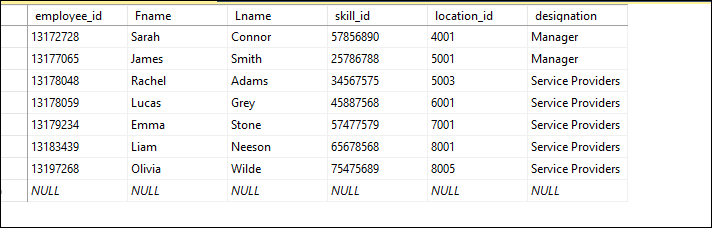 employee_id Fname Lname skill_id location_id designation
13172728 Sarah Connor 57856890 4001 Manager
13177065 James Smith 25786788 5001 Manager
13178048 Rachel Adams 34567575 5003 Service Providers
13178059 Lucas Grey 45887568 6001 Service Providers
13179234 Emma Stone 57477579 7001 Service Providers
13183439 Liam Neeson 65678568 8001 Service Providers
13197268 Olivia Wilde 75475689 8005 Service Providers
NULL NULL NULL NULL NULL NULL